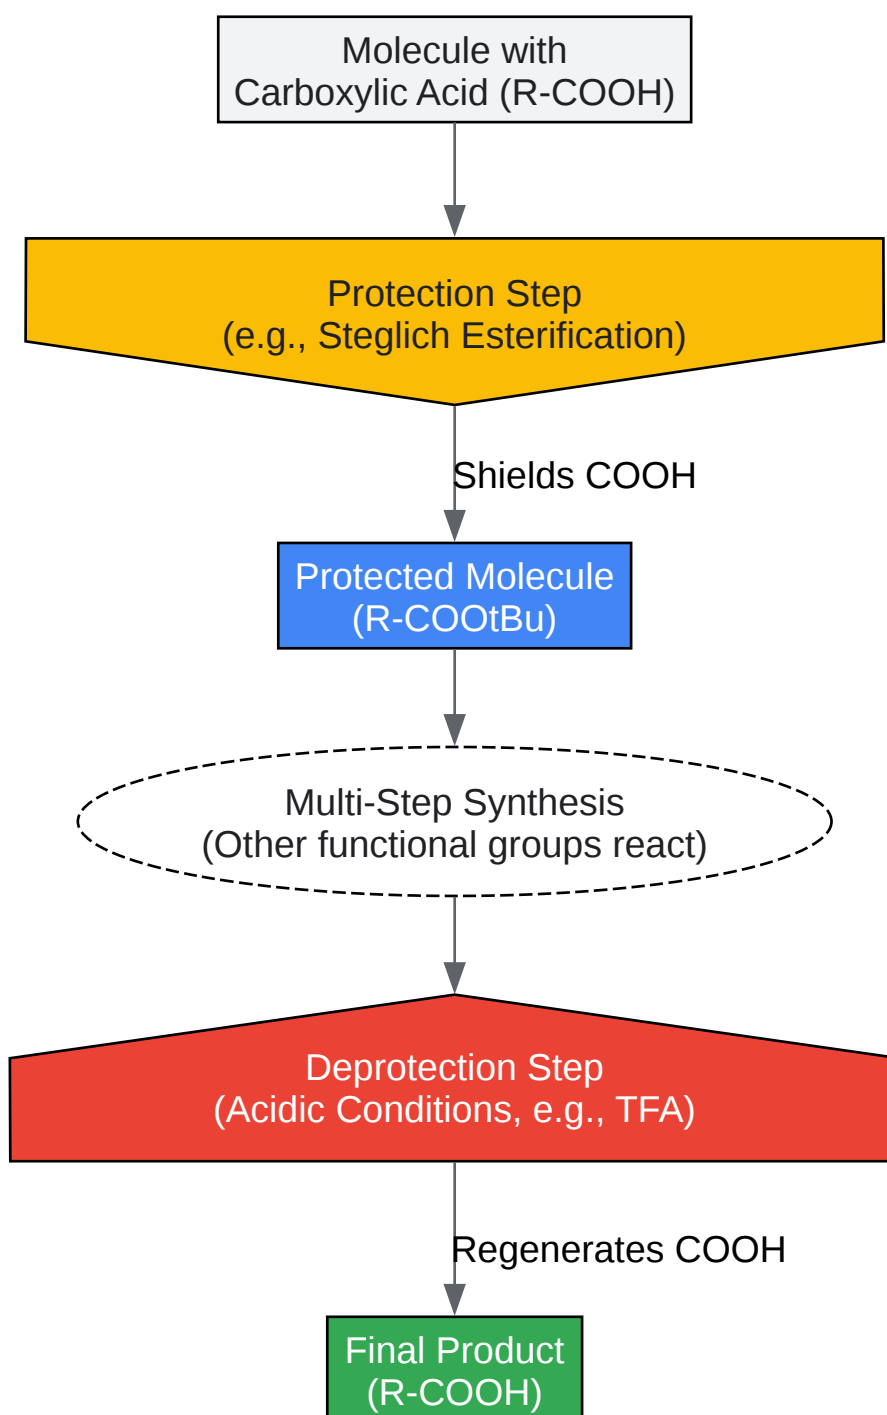 Molecule with
Carboxylic Acid (R-COOH)
Protection Step
(e.g., Steglich Esterification)
Shields COOH
Protected Molecule
(R-COOtBu)
Multi-Step Synthesis
(Other functional groups react)
Deprotection Step
(Acidic Conditions, e.g., TFA)
Regenerates COOH
Final Product
(R-COOH)